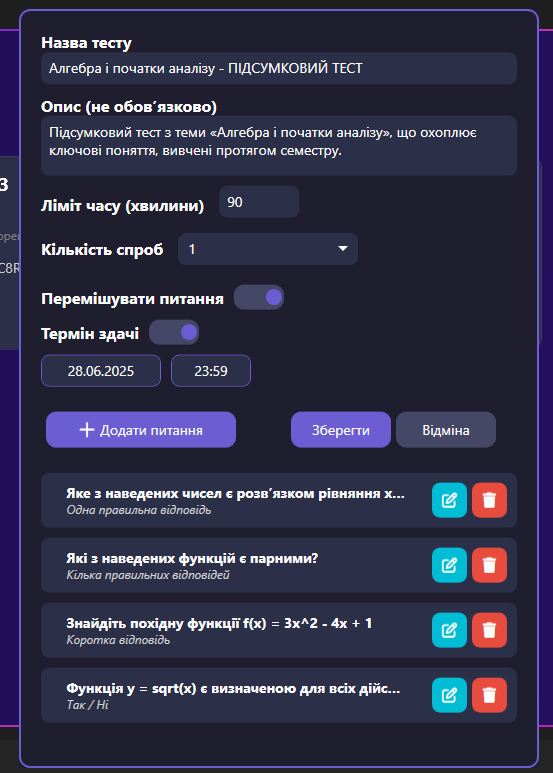 Назва тесту
Алгебра і початки аналізу - ПІДСУМКОВИЙ ТЕСТ
Опис (не обов’язково)
Підсумковий тест з теми «Алгебра і початки аналізу», що охоплює
ключові поняття, вивчені протягом семестру.
Ліміт часу (хвилини) 90
Кількість спроб 1
Перемішувати питання
Термін здачі
28.06.2025 23:59
Додати питання Зберегти Відміна
Яке з наведених чисел є розв’язком рівняння x...
Одна правильна відповідь
Які з наведених функцій є парними?
Кілька правильних відповідей
Знайдіть похідну функції f(x) = 3x^2 - 4x + 1
Коротка відповідь
Функція y = sqrt(x) є визначеною для всіх дійс...
Так / Ні